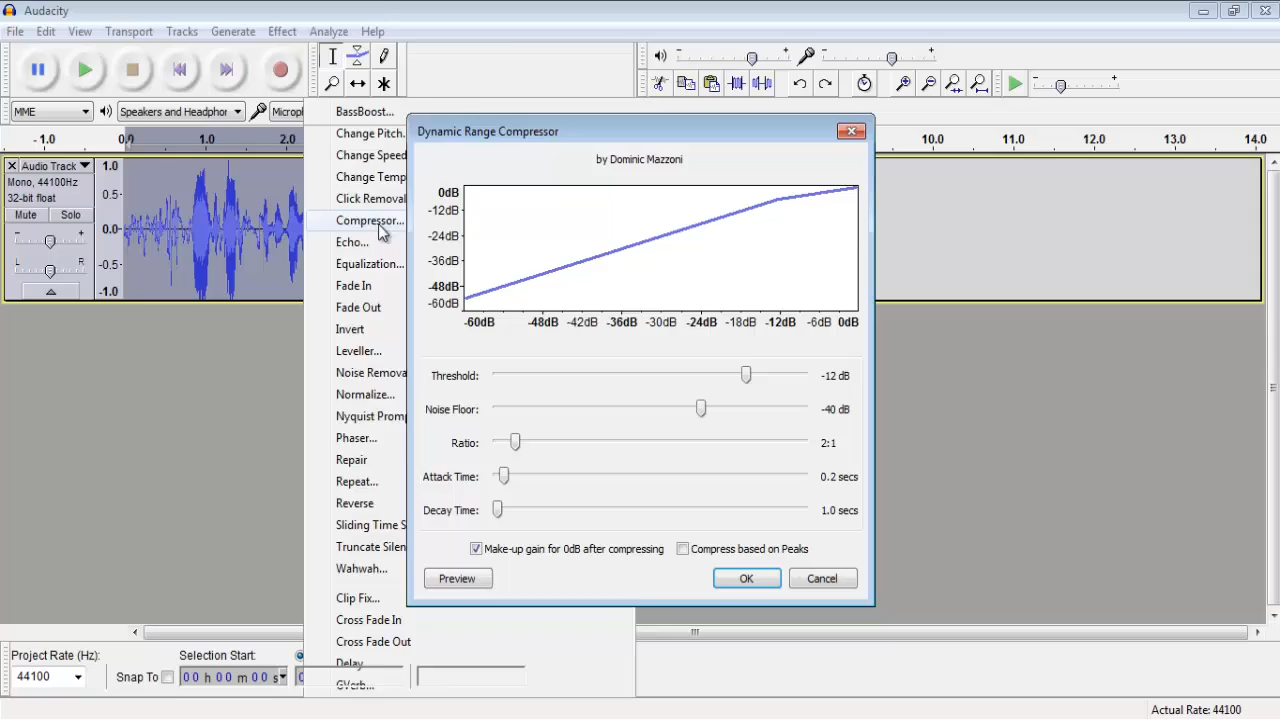 Audacity
File Edit View Transport Tracks Generate Effect Analyze Help
MME Speakers and Headphor Microph
-1.0 0.0 1.0 2.0 10.0 11.0 12.0 13.0 14.0
Audio Track
Mono, 44100Hz
32-bit float
Mute Solo
- +
L R
1.0
0.5-
0.0-
-0.5-
-1.0
BassBoost...
Change Pitch.
Change Speed
Change Temp
Click Removal
Compressor...
Echo...
Equalization...
Fade In
Fade Out
Invert
Leveller...
Noise Remova
Normalize...
Nyquist Promp
Phaser...
Repair
Repeat...
Reverse
Sliding Time S
Truncate Silen
Wahwah...
Clip Fix...
Cross Fade In
Cross Fade Out
Delay
GVerb...
Dynamic Range Compressor
by Dominic Mazzoni
0dB
-12dB
-24dB
-36dB
-48dB
-60dB
-60dB -48dB -42dB -36dB -30dB -24dB -18dB -12dB -6dB 0dB
Threshold: -12 dB
Noise Floor: -40 dB
Ratio: 2:1
Attack Time: 0.2 secs
Decay Time: 1.0 secs
Make-up gain for 0dB after compressing Compress based on Peaks
Preview OK Cancel
Project Rate (Hz): Selection Start:
44100 Snap To 00 h 00 m 00 s
Actual Rate: 44100